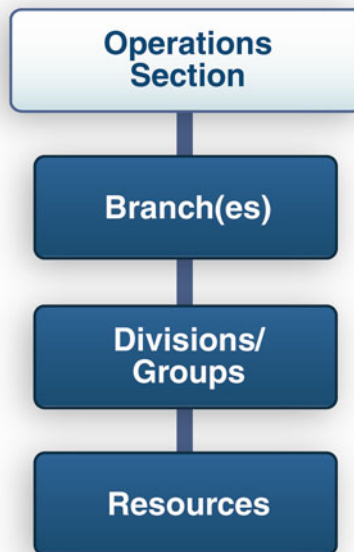 Operations
Section
Branch(es)
Divisions/
Groups
Resources